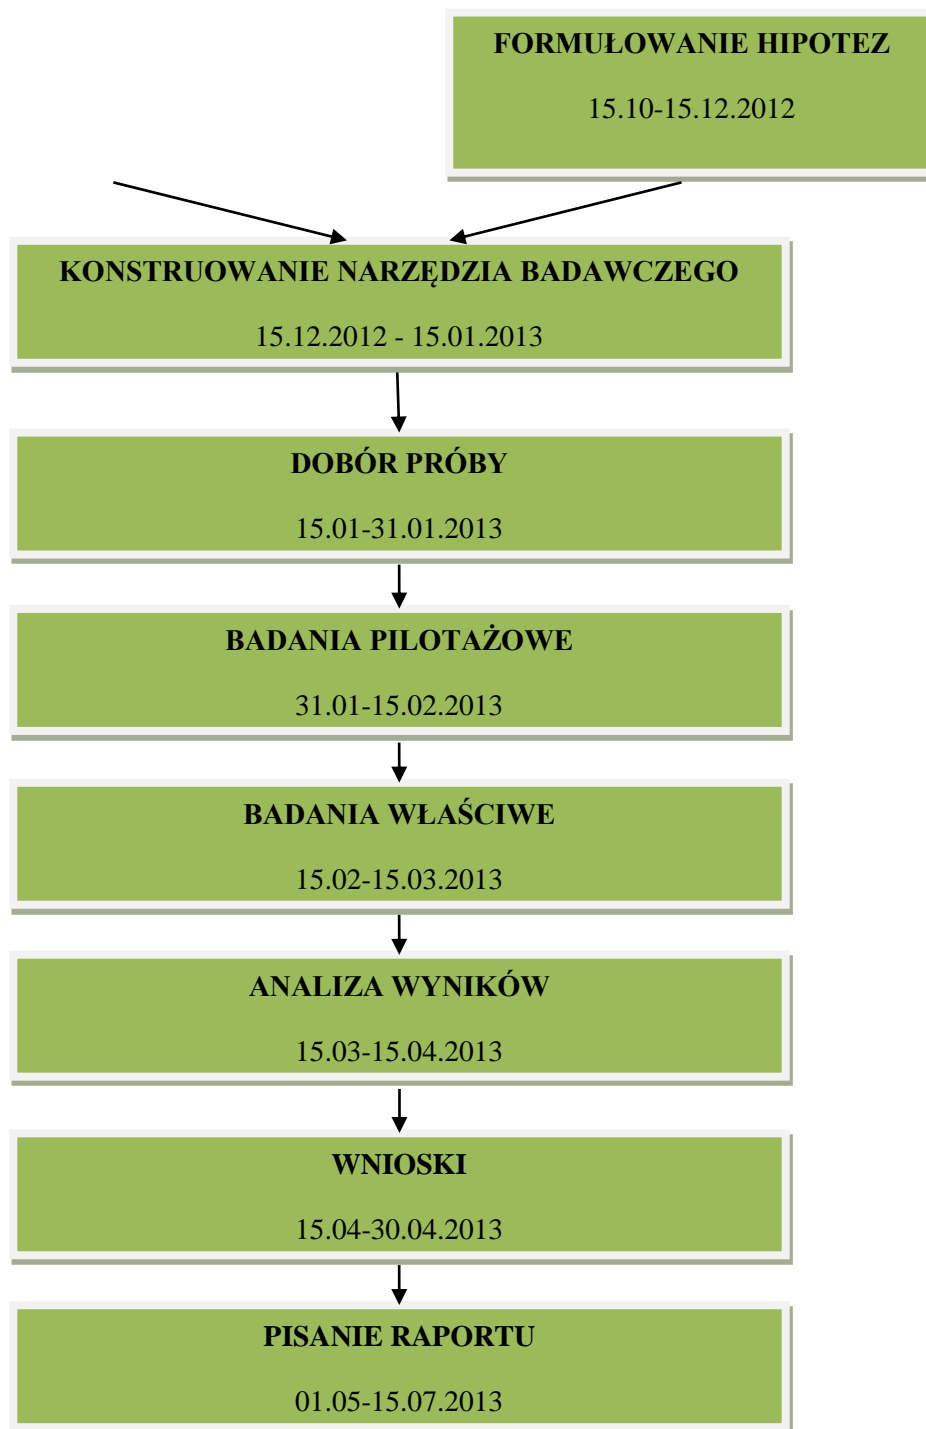 FORMUŁOWANIE HIPOTEZ
15.10-15.12.2012
KONSTRUOWANIE NARZĘDZIA BADAWCZEGO
15.12.2012 - 15.01.2013
DOBÓR PRÓBY
15.01-31.01.2013
BADANIA PILOTAŻOWE
31.01-15.02.2013
BADANIA WŁAŚCIWE
15.02-15.03.2013
ANALIZA WYNIKÓW
15.03-15.04.2013
WNIOSKI
15.04-30.04.2013
PISANIE RAPORTU
01.05-15.07.2013